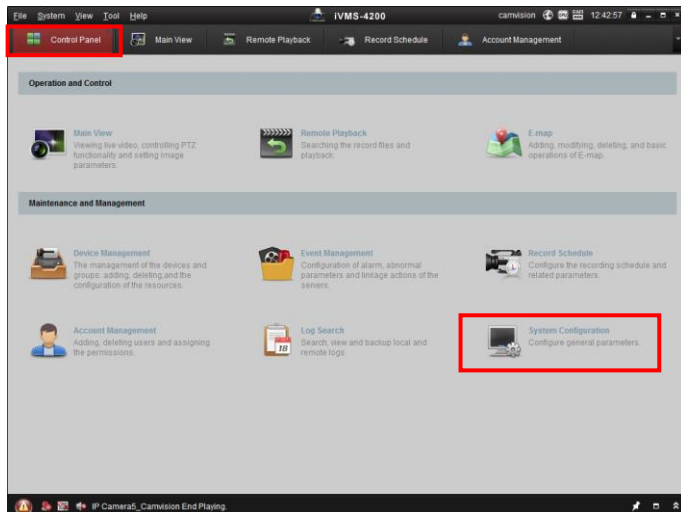 File System View Tool Help iVMS-4200 camvision 12:42:57
Control Panel Main View Remote Playback Record Schedule Account Management
Operation and Control
Main View
Viewing live video, controlling PTZ
functionality and setting image
parameters.
Remote Playback
Searching the record files and
playback.
E-map
Adding, modifying, deleting, and basic
operations of E-map.
Maintenance and Management
Device Management
The management of the devices and
groups: adding, deleting,and the
configuration of the resources.
Event Management
Configuration of alarm, abnormal
parameters and linkage actions of the
servers.
Record Schedule
Configure the recording schedule and
related parameters.
Account Management
Adding, deleting users and assigning
the permissions.
18
Log Search
Search, view and backup local and
remote logs.
System Configuration
Configure general parameters.
IP Camera5_Camvision End Playing.